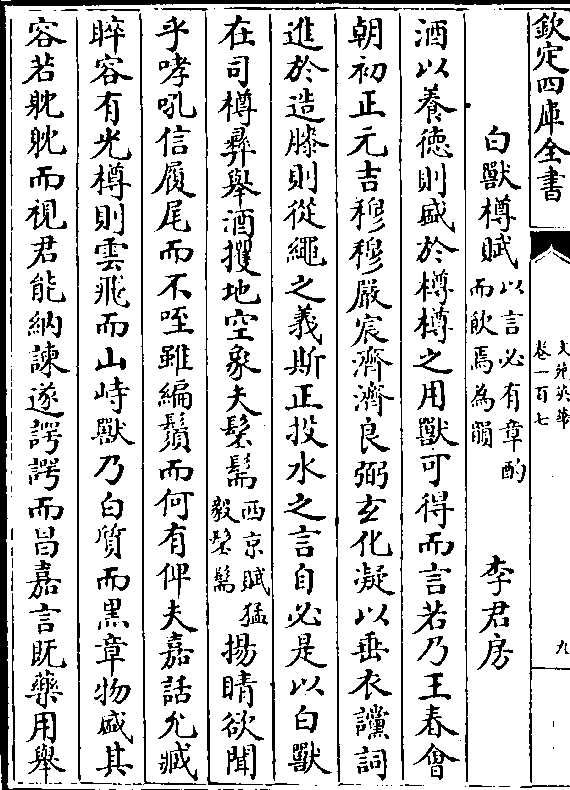 欽定四庫全書
文苑英華
卷一百七
九
白獸樽賦以言必有章酌而飲焉為韻
李君房
酒以養德則盛於樽樽之用獸可得而言若乃王春會
朝初正元吉穆穆嚴宸濟濟良弼玄化凝以垂衣讜詞
進於造膝則從繩之義斯正投水之言自必是以白獸
在司樽彝舉酒攫地空象夫髬髵西京賦猛毅髬髵揚睛欲聞
乎哮吼信履尾而不咥雖編鬚而何有俾夫嘉話允臧
睟容有光樽則雲飛而山峙獸乃白質而黑章物盛其
容若眈眈而視君能納諫遂諤諤而昌嘉言既藥用舉